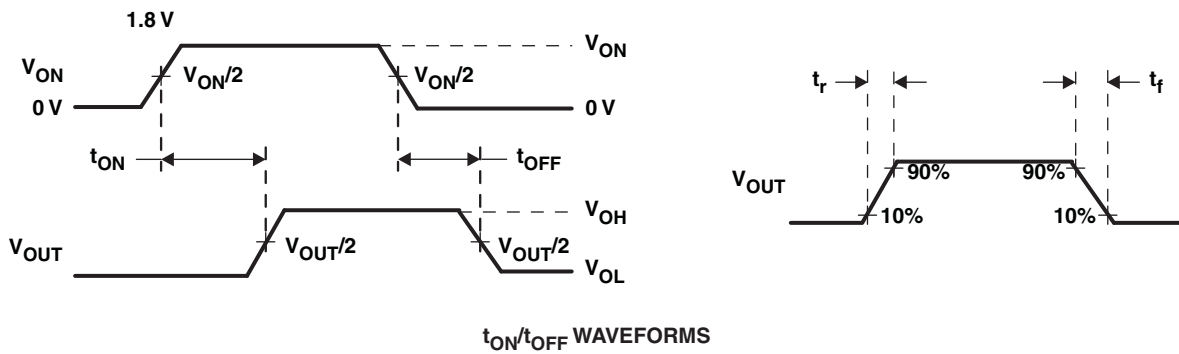 1.8 V
V_ON
V_ON
V_ON/2
V_ON/2
0 V
0 V
t_ON
t_OFF
V_OH
V_OUT
V_OUT/2
V_OUT/2
V_OL
t_r
t_f
V_OUT
90%
90%
10%
10%
t_ON/t_OFF WAVEFORMS